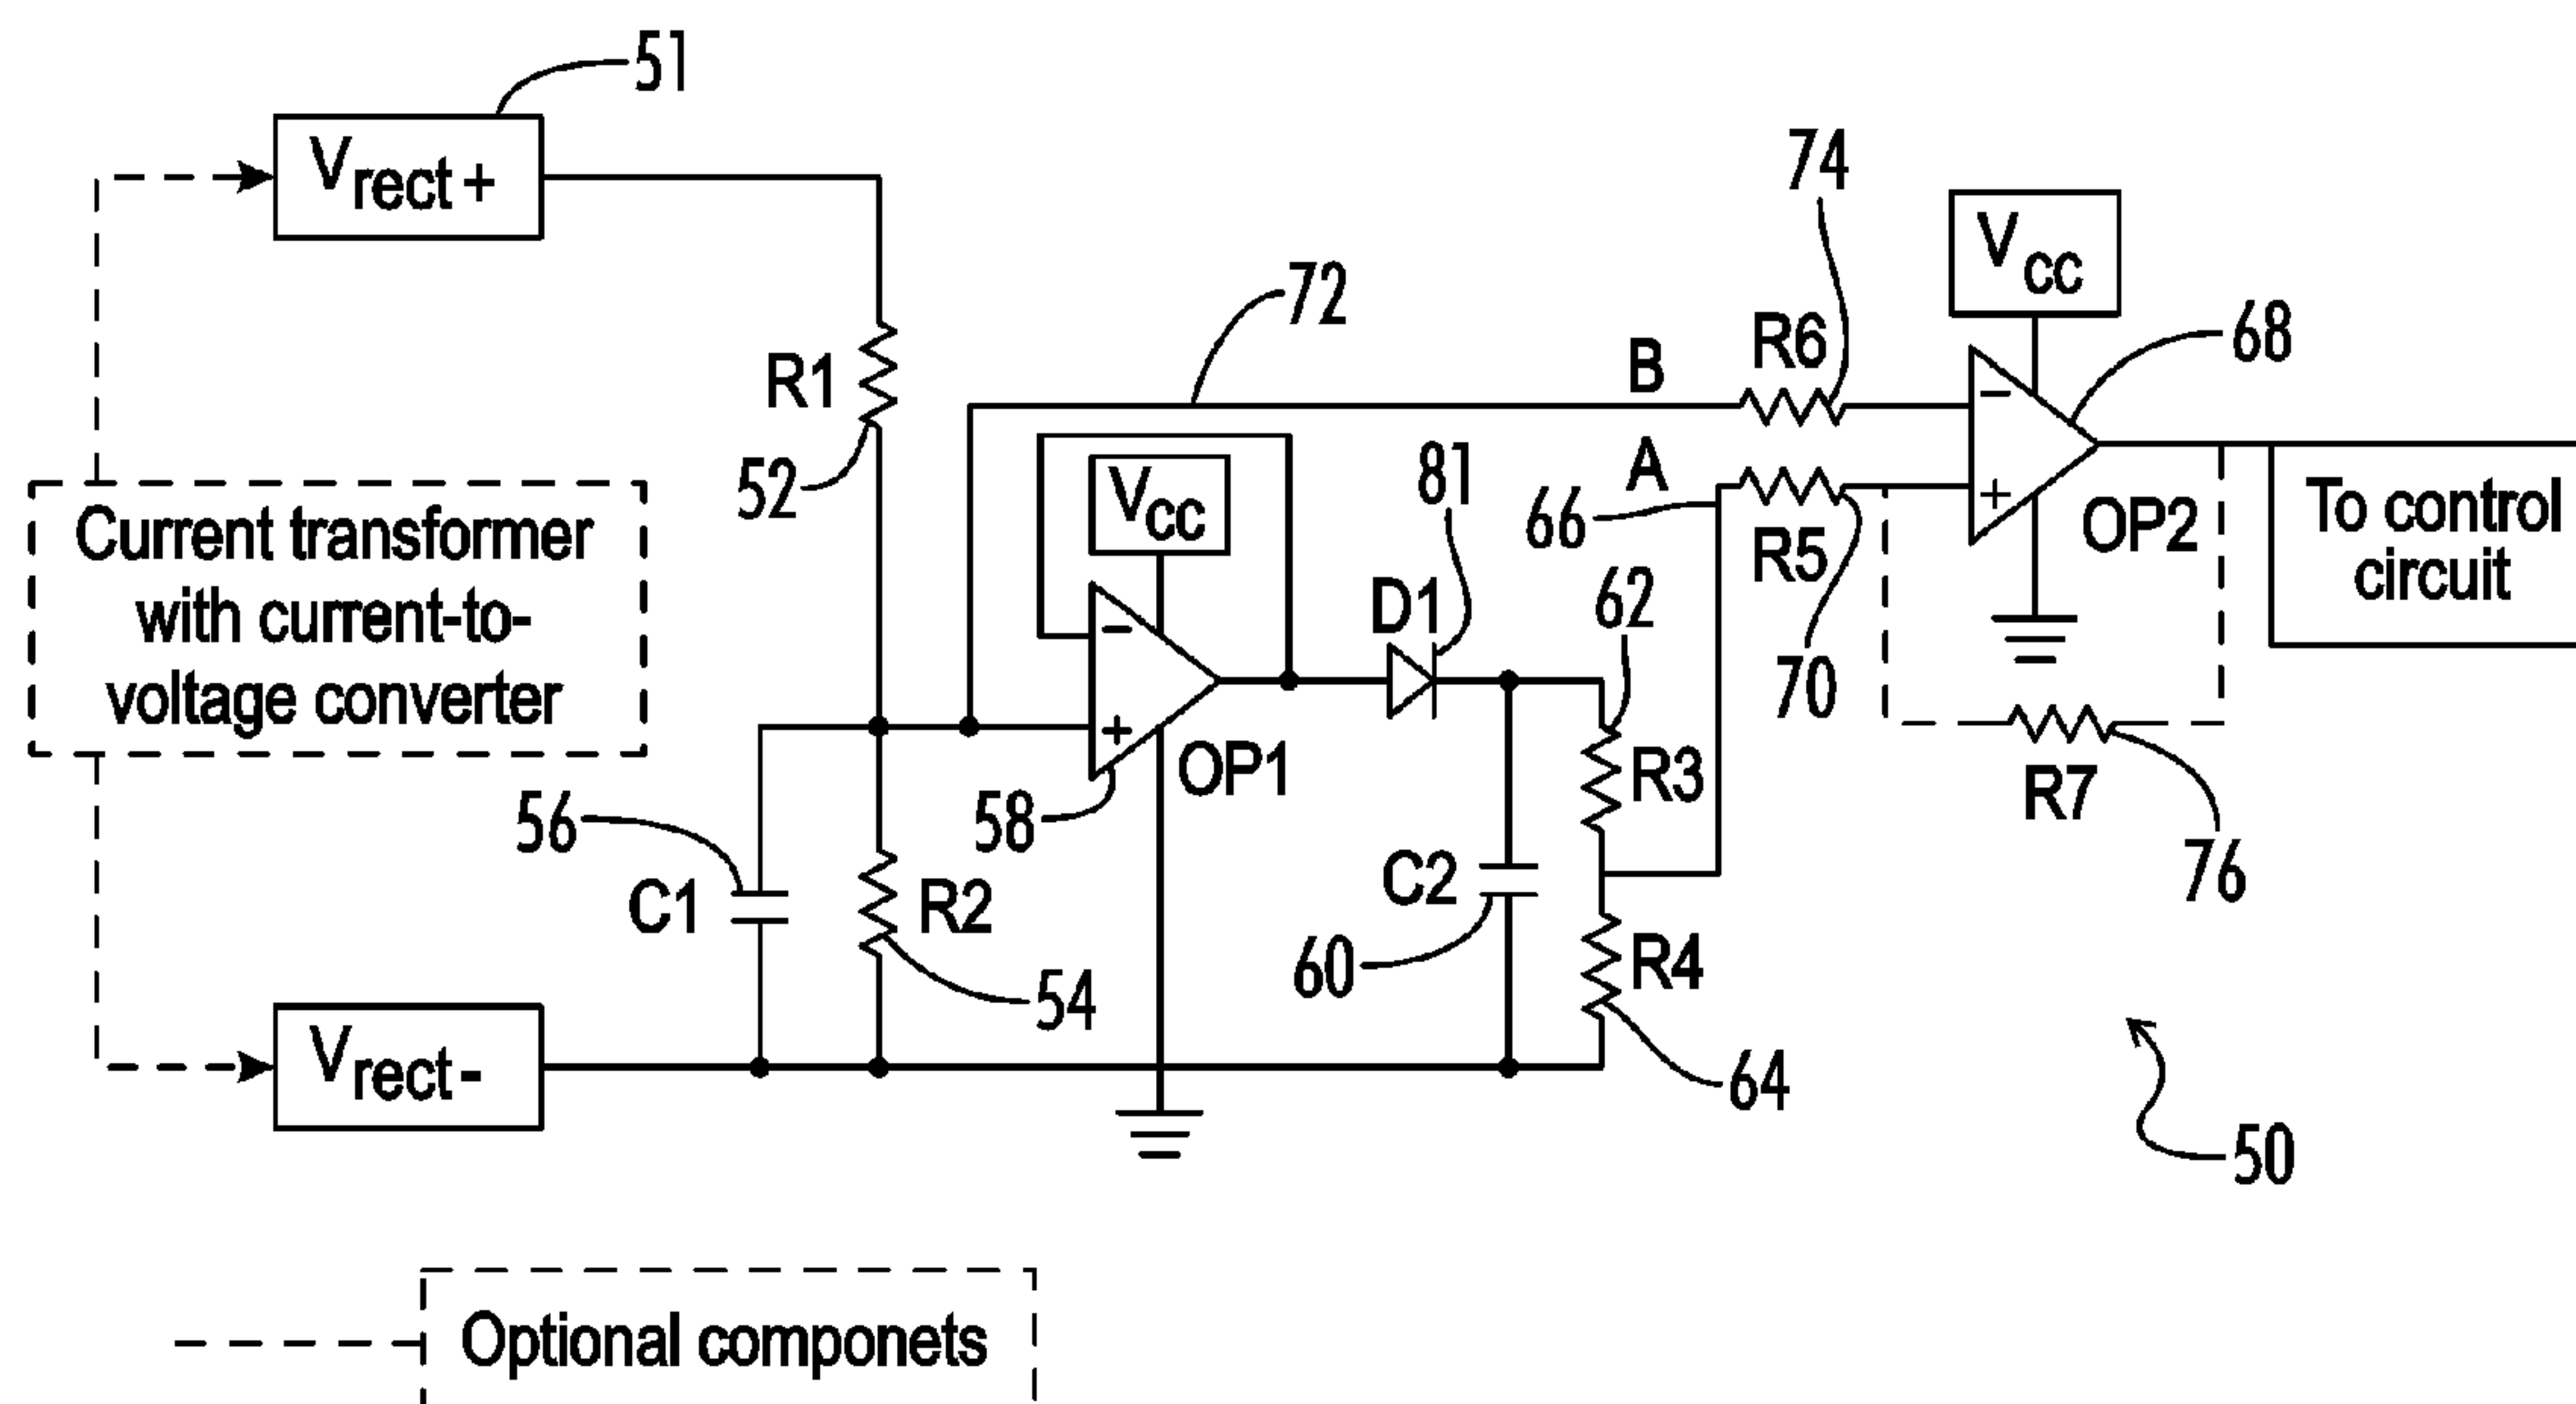 51
Vrect+
74
Vcc
72
68
R1
B
R6
52
81
A
66
R5
OP2
To control
circuit
Vcc
Current transformer
with current-to-
voltage converter
D1
62
70
-
+
-
+
OP1
R3
R7
56
58
76
C1
R2
C2
60
R4
54
64
Vrect-
50
Optional componets